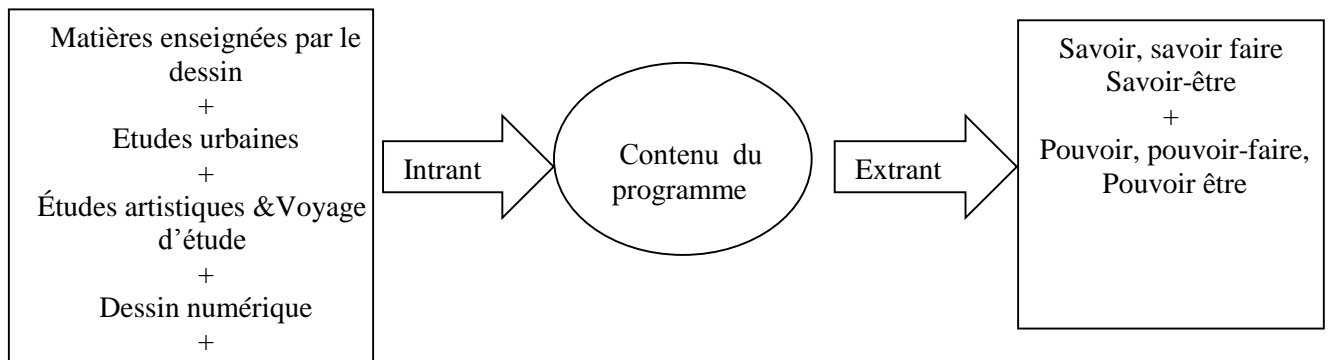 Matières enseignées par le
dessin
+
Etudes urbaines
+
Études artistiques &Voyage
d’étude
+
Dessin numérique
+
Intrant
Contenu du
programme
Extrant
Savoir, savoir faire
Savoir-être
+
Pouvoir, pouvoir-faire,
Pouvoir être